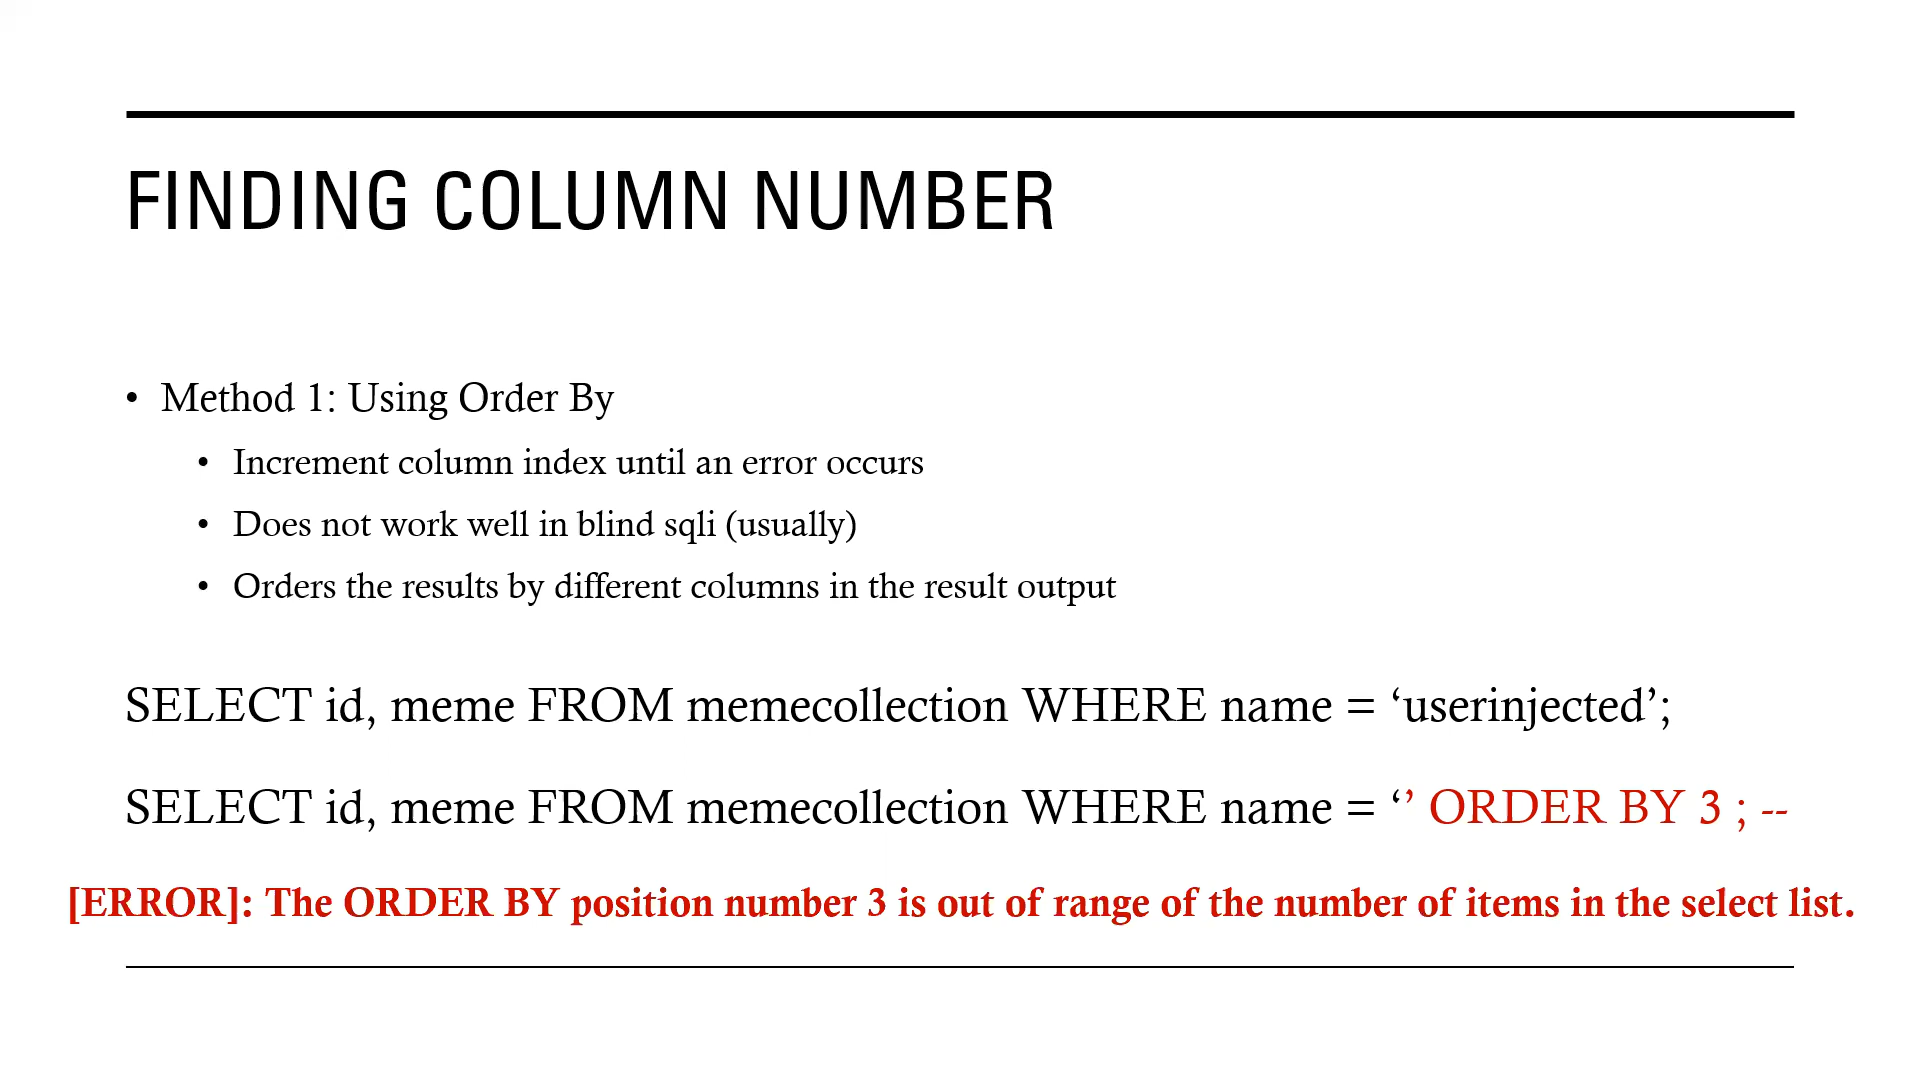 FINDING COLUMN NUMBER
• Method 1: Using Order By
• Increment column index until an error occurs
• Does not work well in blind sqli (usually)
• Orders the results by different columns in the result output
SELECT id, meme FROM memecollection WHERE name = ‘userinjected’;
SELECT id, meme FROM memecollection WHERE name = ‘’ ORDER BY 3 ; --
[ERROR]: The ORDER BY position number 3 is out of range of the number of items in the select list.